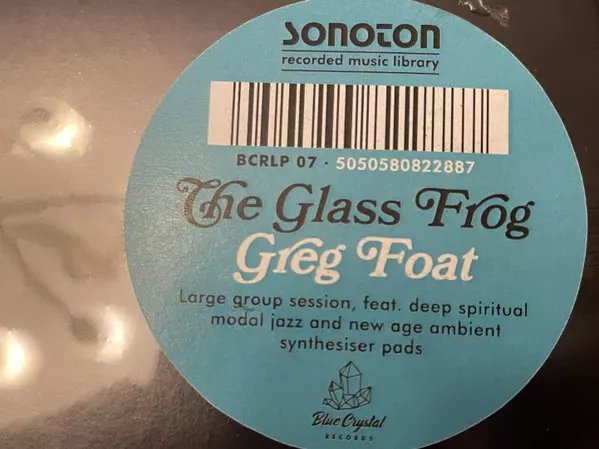 SONOTON
recorded music library
BCRLP 07 · 5050580822887
The Glass Frog
Greg Foat
Large group session, feat. deep spiritual
modal jazz and new age ambient
synthesiser pads
Blue Crystal
RECORDS